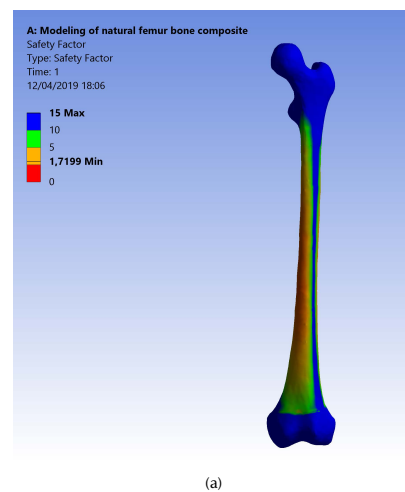 A: Modeling of natural femur bone composite
Safety Factor
Type: Safety Factor
Time: 1
12/04/2019 18:06
15 Max
10
5
1,7199 Min
0
(a)